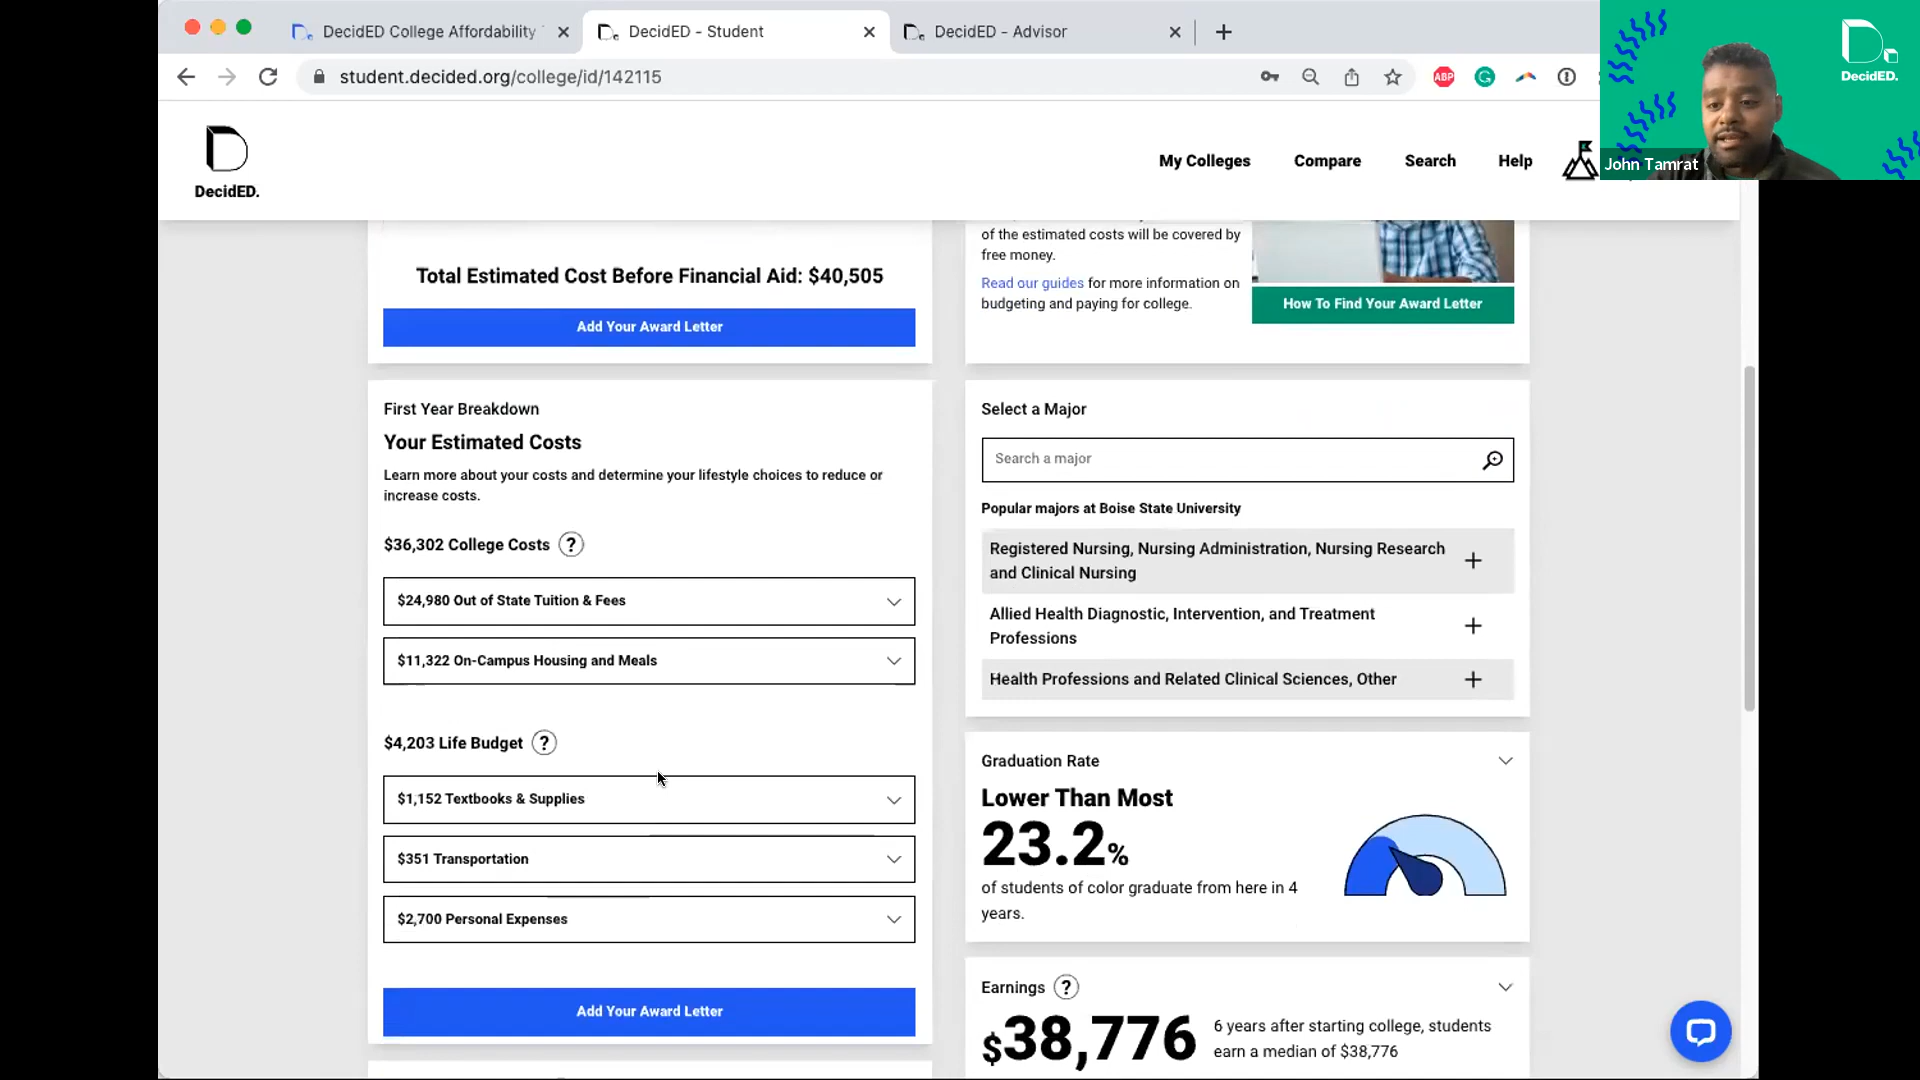 DecidED College Affordability
DecidED - Student
DecidED - Advisor
student.decided.org/college/id/142115
ABP
DecidED.
John Tamrat
DecidED.
My Colleges
Compare
Search
Help
Total Estimated Cost Before Financial Aid: $40,505
Add Your Award Letter
of the estimated costs will be covered by
free money.
Read our guides for more information on
budgeting and paying for college.
How To Find Your Award Letter
First Year Breakdown
Your Estimated Costs
Learn more about your costs and determine your lifestyle choices to reduce or
increase costs.
$36,302 College Costs ?
$24,980 Out of State Tuition & Fees
$11,322 On-Campus Housing and Meals
$4,203 Life Budget ?
$1,152 Textbooks & Supplies
$351 Transportation
$2,700 Personal Expenses
Add Your Award Letter
Select a Major
Search a major
Popular majors at Boise State University
Registered Nursing, Nursing Administration, Nursing Research
and Clinical Nursing
Allied Health Diagnostic, Intervention, and Treatment
Professions
Health Professions and Related Clinical Sciences, Other
Graduation Rate
Lower Than Most
23.2%
of students of color graduate from here in 4
years.
Earnings ?
$38,776
6 years after starting college, students
earn a median of $38,776